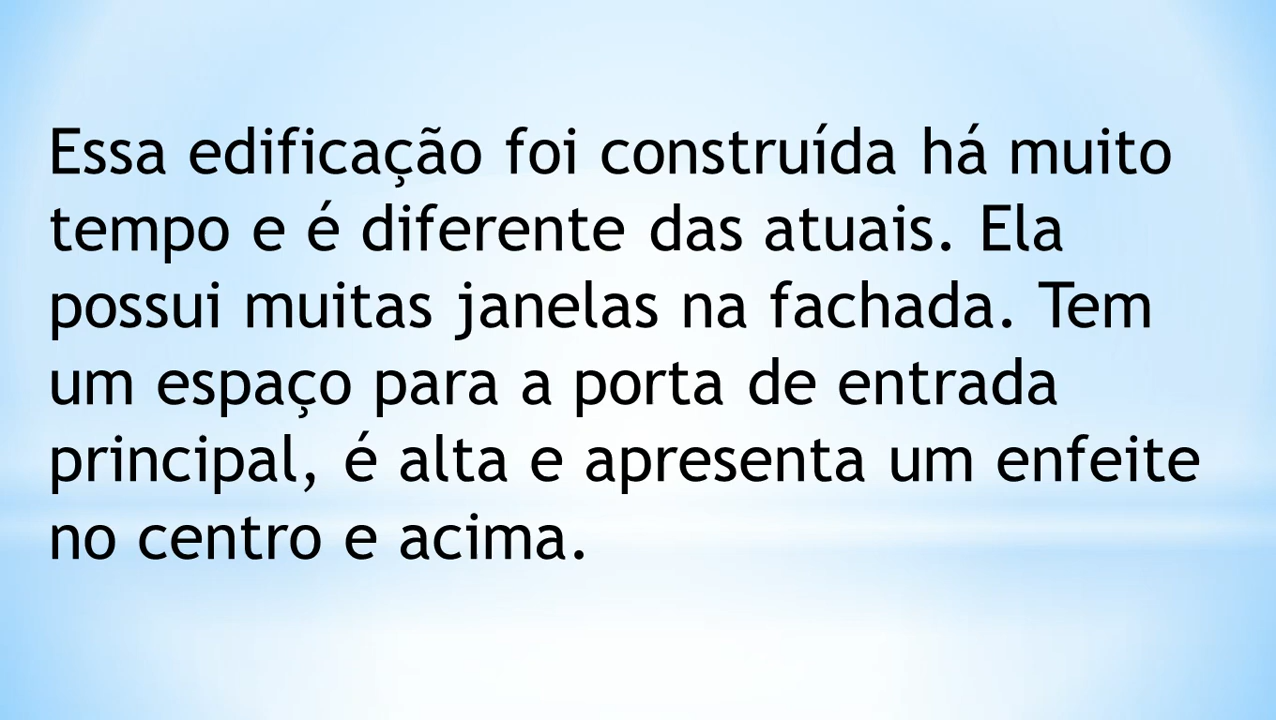 Essa edificação foi construída há muito
tempo e é diferente das atuais. Ela
possui muitas janelas na fachada. Tem
um espaço para a porta de entrada
principal, é alta e apresenta um enfeite
no centro e acima.